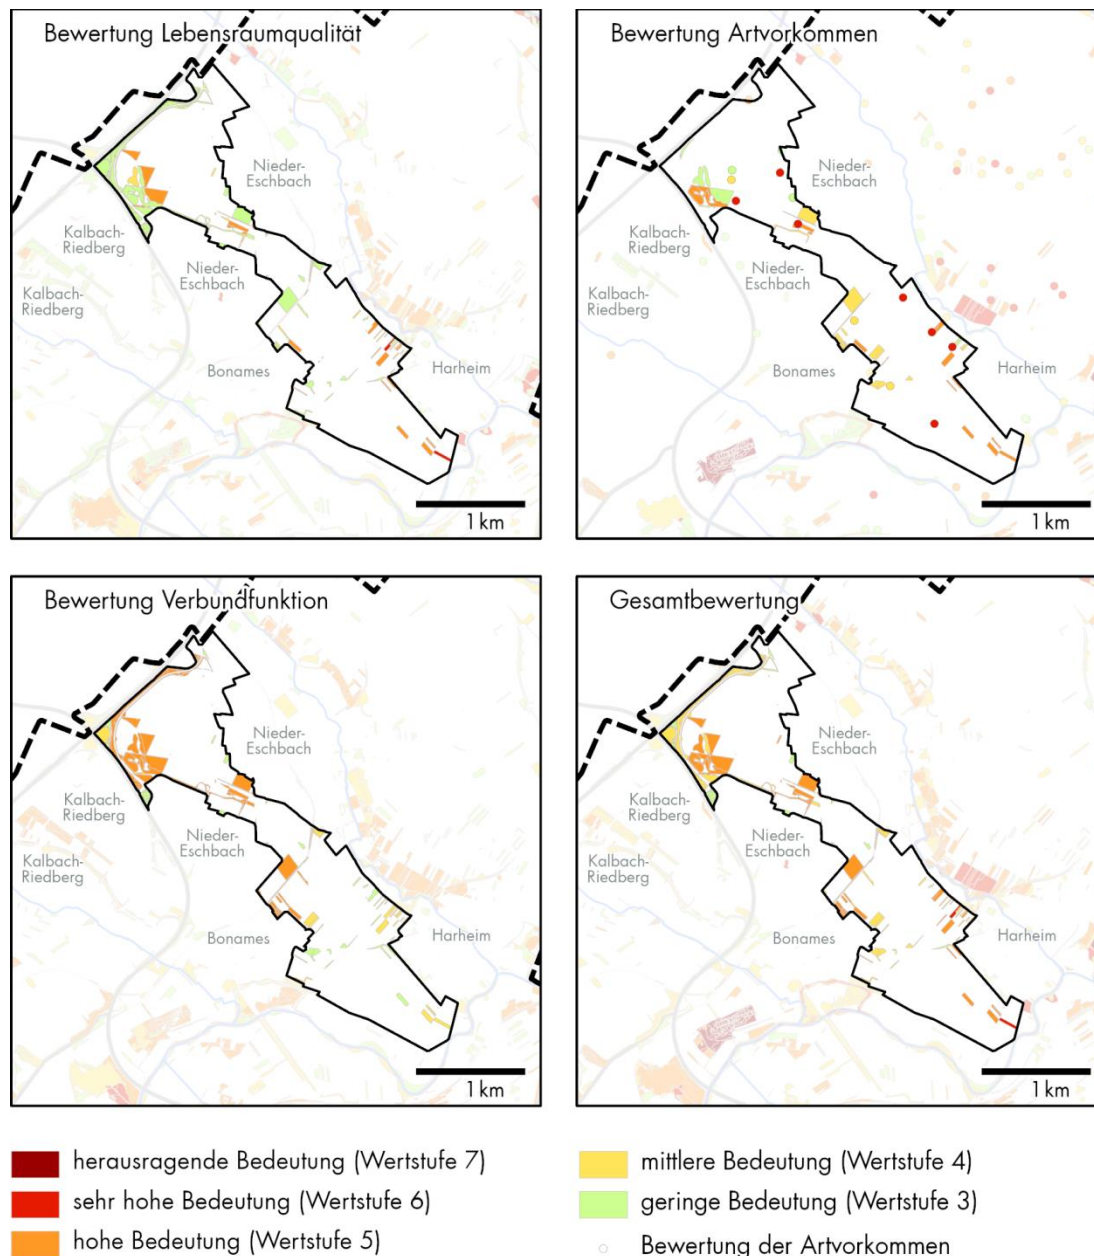 Bewertung Lebensraumqualität
Nieder-
Eschbach
Kalbach-
Riedberg
Kalbach-
Riedberg
Nieder-
Eschbach
Bonames
Harheim
1 km
Bewertung Artvorkommen
Nieder-
Eschbach
Kalbach-
Riedberg
Kalbach-
Riedberg
Nieder-
Eschbach
Bonames
Harheim
1 km
Bewertung Verbundfunktion
Nieder-
Eschbach
Kalbach-
Riedberg
Kalbach-
Riedberg
Nieder-
Eschbach
Bonames
Harheim
1 km
Gesamtbewertung
Nieder-
Eschbach
Kalbach-
Riedberg
Kalbach-
Riedberg
Nieder-
Eschbach
Bonames
Harheim
1 km
herausragende Bedeutung (Wertstufe 7)
sehr hohe Bedeutung (Wertstufe 6)
hohe Bedeutung (Wertstufe 5)
mittlere Bedeutung (Wertstufe 4)
geringe Bedeutung (Wertstufe 3)
Bewertung der Artvorkommen